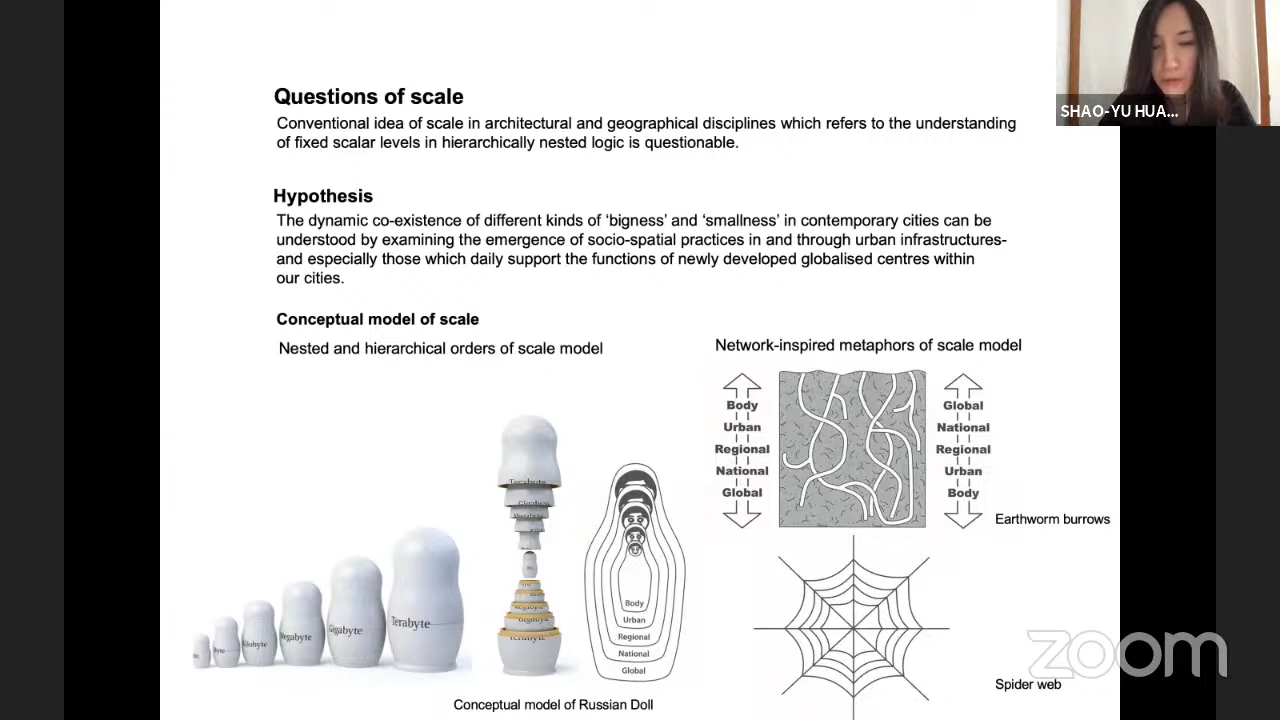 Questions of scale
Conventional idea of scale in architectural and geographical disciplines which refers to the understanding
of fixed scalar levels in hierarchically nested logic is questionable.
SHAO-YU HUA...
Hypothesis
The dynamic co-existence of different kinds of ‘bigness’ and ‘smallness’ in contemporary cities can be
understood by examining the emergence of socio-spatial practices in and through urban infrastructures-
and especially those which daily support the functions of newly developed globalised centres within
our cities.
Conceptual model of scale
Nested and hierarchical orders of scale model
Megabyte
Gigabyte
Terabyte
Terabyte
Body
Urban
Regional
National
Global
Conceptual model of Russian Doll
Network-inspired metaphors of scale model
Body
Urban
Regional
National
Global
Global
National
Regional
Urban
Body
Earthworm burrows
Spider web
zoom